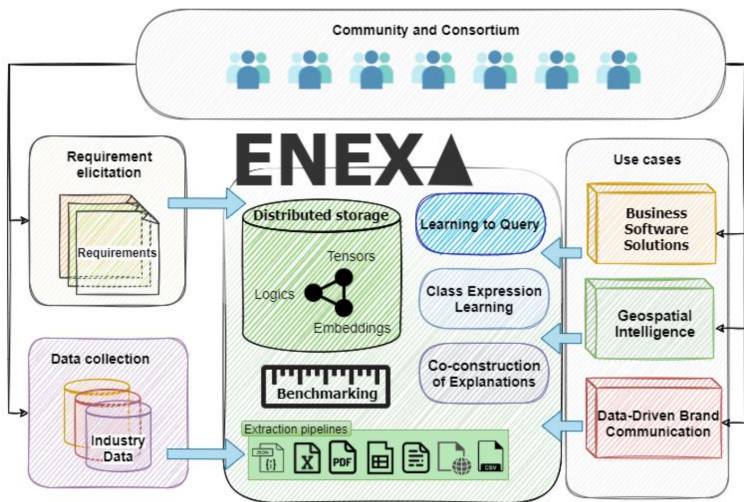 Community and Consortium
ENEXA
Requirement
elicitation
Requirements
Data collection
Industry
Data
Distributed storage
Tensors
Logics
Embeddings
Benchmarking
Extraction pipelines
JSON
{;}
X
PDF
CSV
Learning to Query
Class Expression
Learning
Co-construction
of Explanations
Use cases
Business
Software
Solutions
Geospatial
Intelligence
Data-Driven Brand
Communication